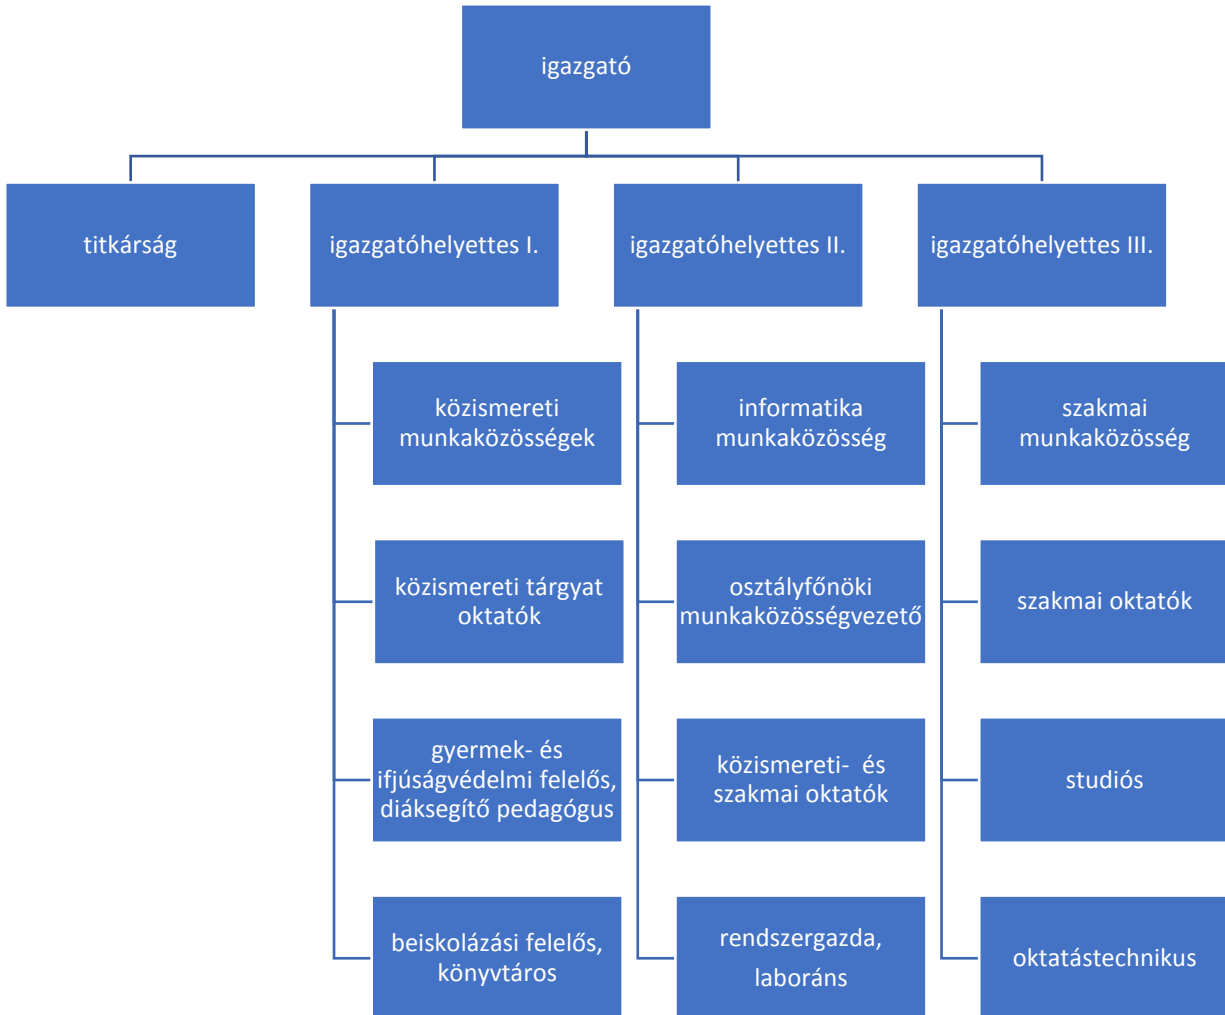 igazgató
titkárság
igazgatóhelyettes I.
igazgatóhelyettes II.
igazgatóhelyettes III.
közismereti
munkaközösségek
informatika
munkaközösség
szakmai
munkaközösség
közismereti tárgyat
oktatók
osztályfőnöki
munkaközösségvezető
szakmai oktatók
gyermek- és
ifjúságvédelmi felelős,
diáksegítő pedagógus
közismereti- és
szakmai oktatók
studiós
beiskolázási felelős,
könyvtáros
rendszergazda,
laboráns
oktatástechnikus